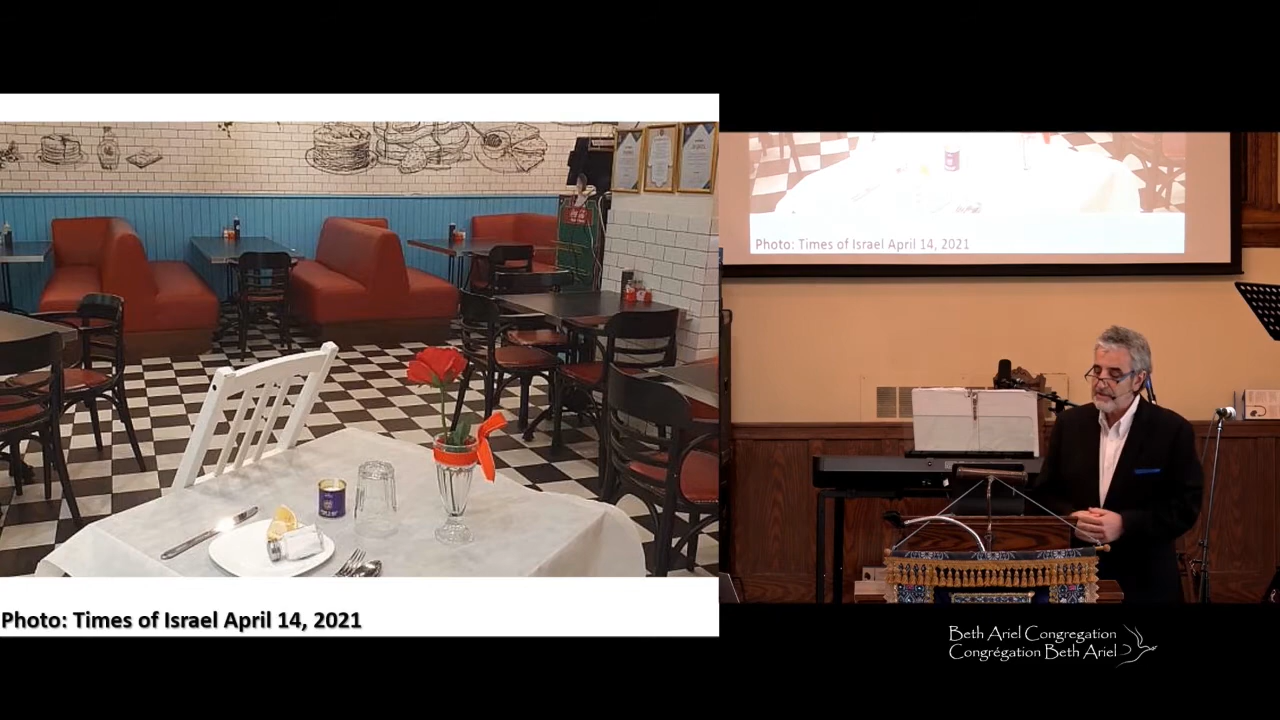 Photo: Times of Israel April 14, 2021
Photo: Times of Israel April 14, 2021
Beth Ariel Congregation
Congrégation Beth Ariel